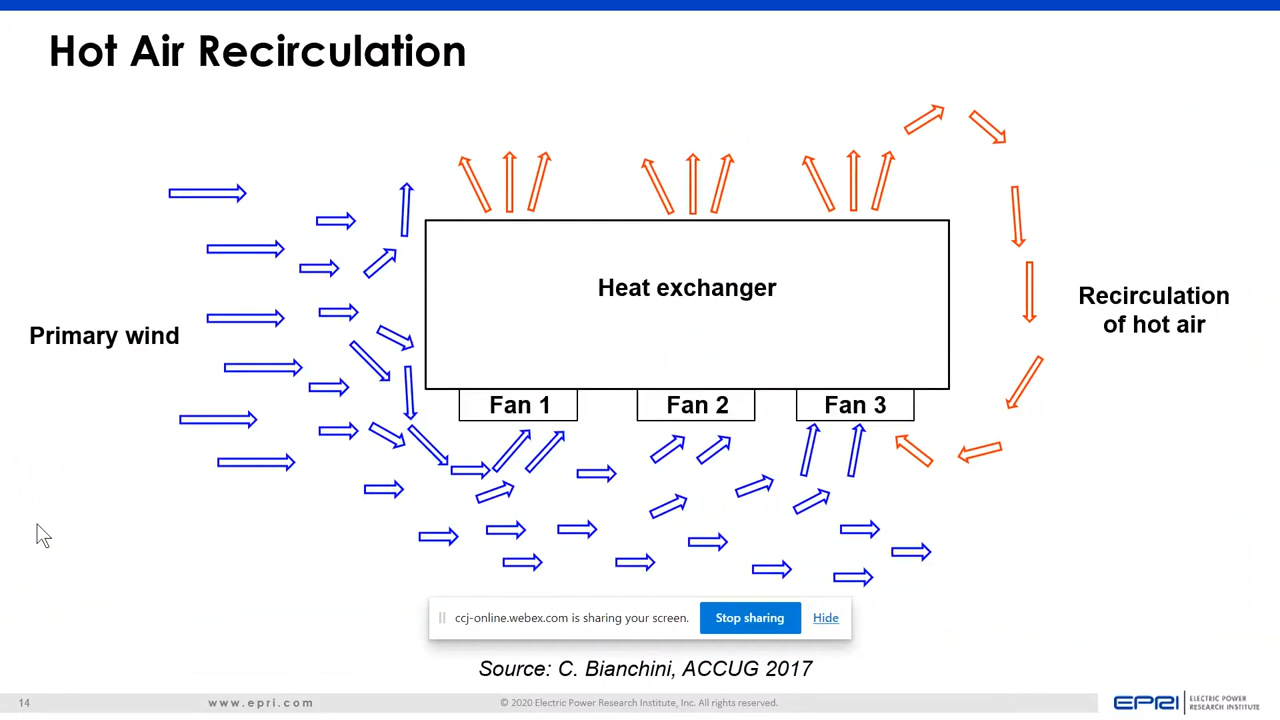 Hot Air Recirculation
Heat exchanger
Primary wind
Recirculation
of hot air
Fan 1
Fan 2
Fan 3
ccj-online.webex.com is sharing your screen.
Stop sharing
Hide
Source: C. Bianchini, ACCUG 2017
14
www.epri.com
© 2020 Electric Power Research Institute, Inc. All rights reserved.
EPRI
ELECTRIC POWER
RESEARCH INSTITUTE